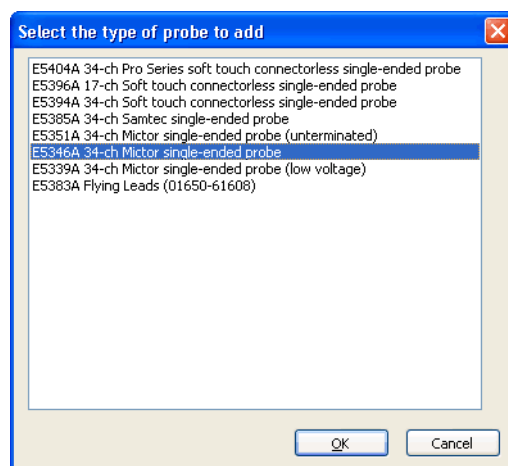 Select the type of probe to add
E5404A 34-ch Pro Series soft touch connectorless single-ended probe
E5396A 17-ch Soft touch connectorless single-ended probe
E5394A 34-ch Soft touch connectorless single-ended probe
E5385A 34-ch Samtec single-ended probe
E5351A 34-ch Mictor single-ended probe (unterminated)
E5346A 34-ch Mictor single-ended probe
E5339A 34-ch Mictor single-ended probe (low voltage)
E5383A Flying Leads (01650-61608)
OK Cancel